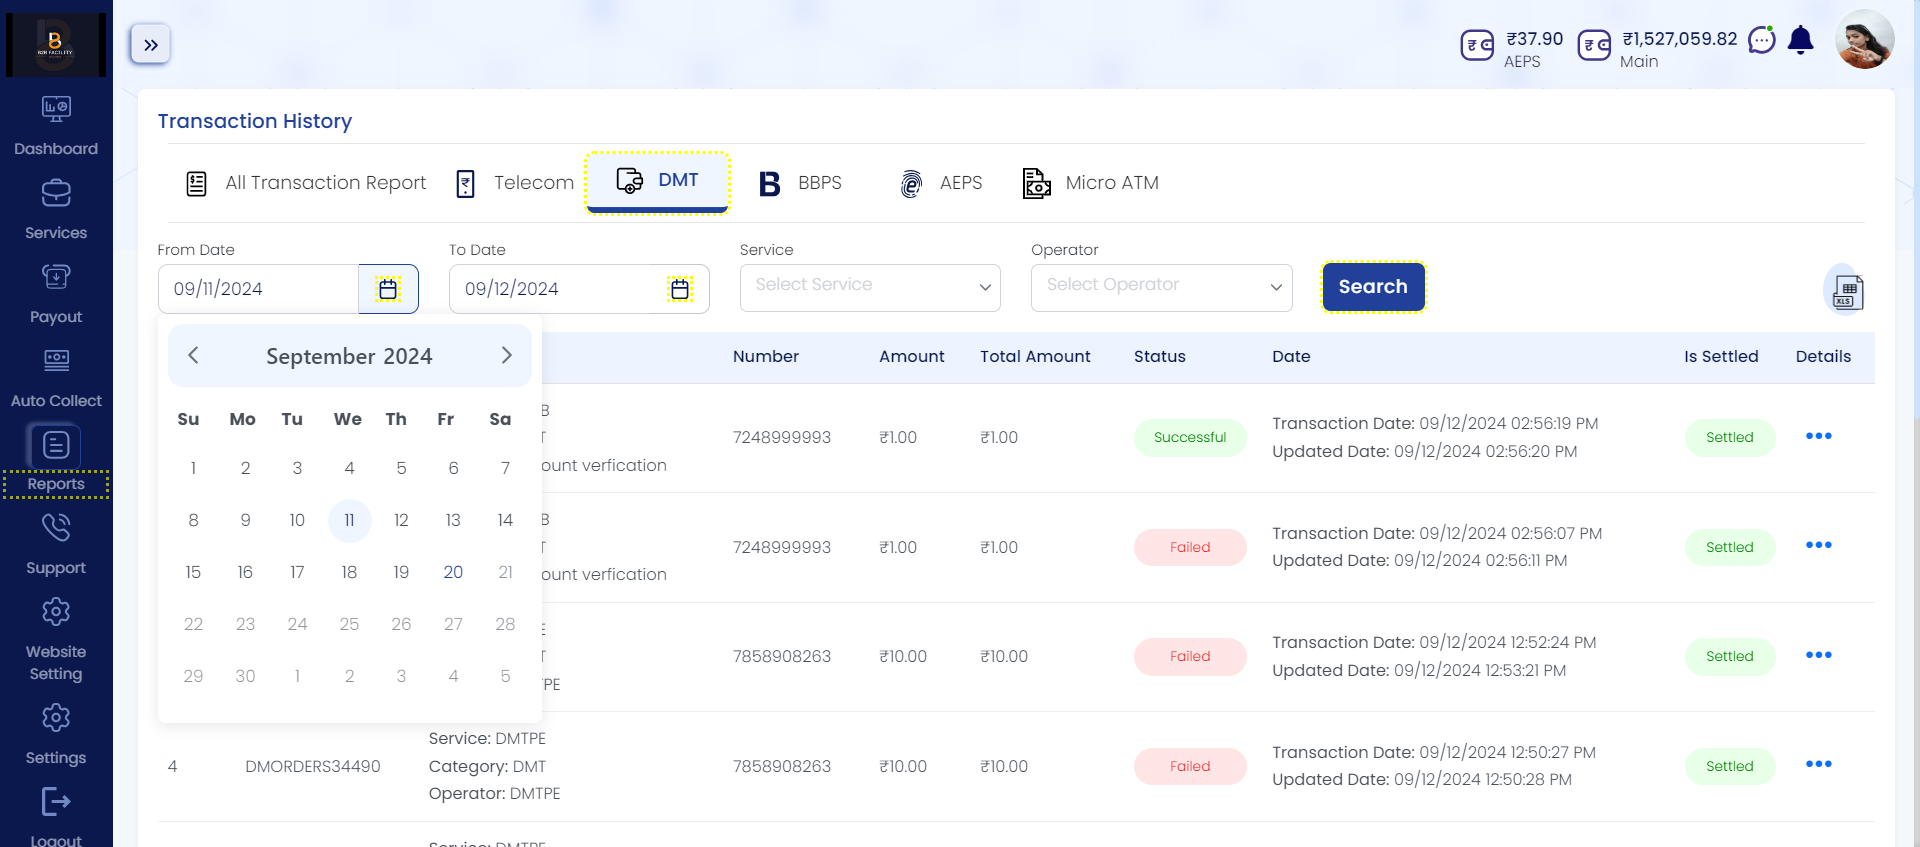 B2B FACILITY
₹37.90
AEPS
₹1,527,059.82
Main
Dashboard
Services
Payout
Auto Collect
Reports
Support
Website
Setting
Settings
Logout
Transaction History
All Transaction Report
Telecom
DMT
BBPS
AEPS
Micro ATM
From Date
To Date
Service
Operator
09/11/2024
09/12/2024
Select Service
Select Operator
Search
XLS
September 2024
Su Mo Tu We Th Fr Sa
1 2 3 4 5 6 7
8 9 10 11 12 13 14
15 16 17 18 19 20 21
22 23 24 25 26 27 28
29 30 1 2 3 4 5
Number Amount Total Amount Status Date Is Settled Details
B
T
ount verfication
7248999993 ₹1.00 ₹1.00 Successful
Transaction Date: 09/12/2024 02:56:19 PM
Updated Date: 09/12/2024 02:56:20 PM
Settled
B
T
ount verfication
7248999993 ₹1.00 ₹1.00 Failed
Transaction Date: 09/12/2024 02:56:07 PM
Updated Date: 09/12/2024 02:56:11 PM
Settled
E
T
TPE
7858908263 ₹10.00 ₹10.00 Failed
Transaction Date: 09/12/2024 12:52:24 PM
Updated Date: 09/12/2024 12:53:21 PM
Settled
4 DMORDERS34490
Service: DMTPE
Category: DMT
Operator: DMTPE
7858908263 ₹10.00 ₹10.00 Failed
Transaction Date: 09/12/2024 12:50:27 PM
Updated Date: 09/12/2024 12:50:28 PM
Settled
Service: DMTPE